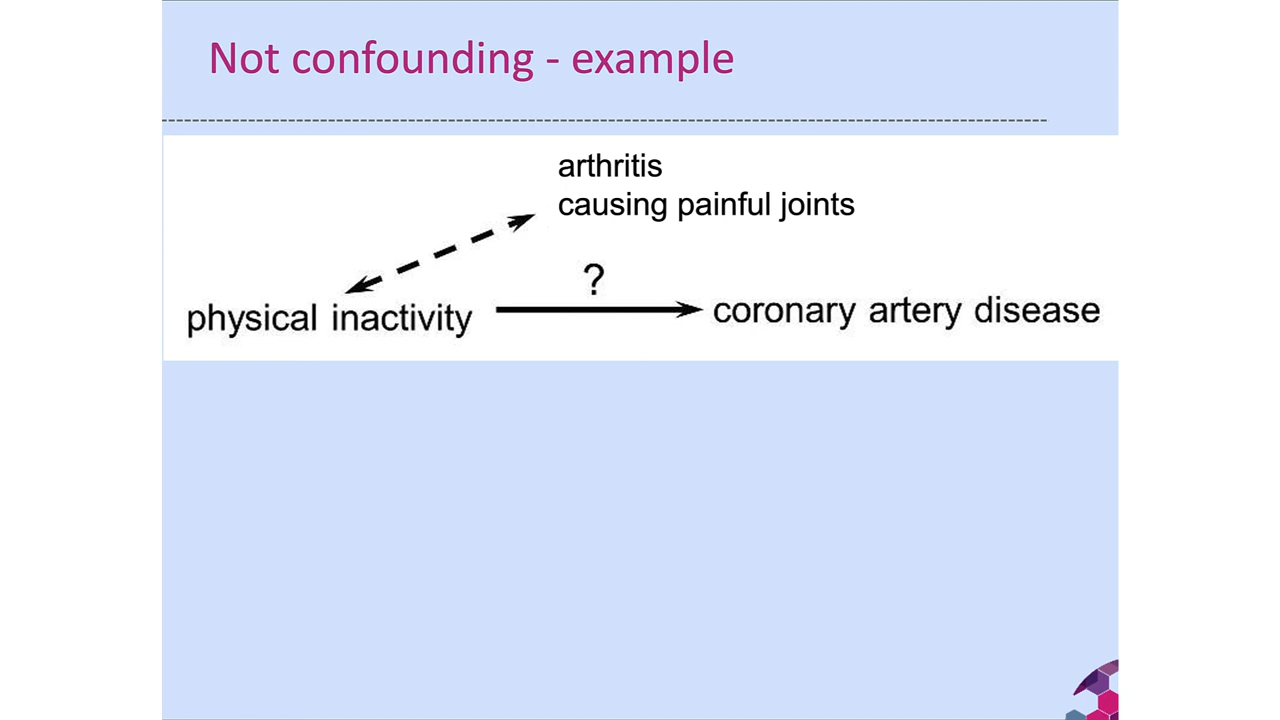 Not confounding - example
arthritis
causing painful joints
?
physical inactivity
coronary artery disease